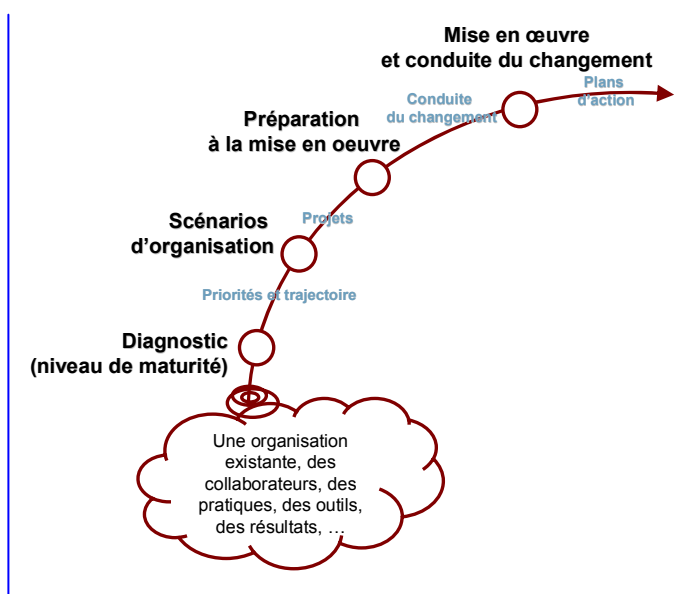 Mise en œuvre
et conduite du changement
Plans
d'action
Conduite
du changement
Préparation
à la mise en oeuvre
Projets
Scénarios
d'organisation
Priorités et trajectoire
Diagnostic
(niveau de maturité)
Une organisation
existante, des
collaborateurs, des
pratiques, des outils,
des résultats, …